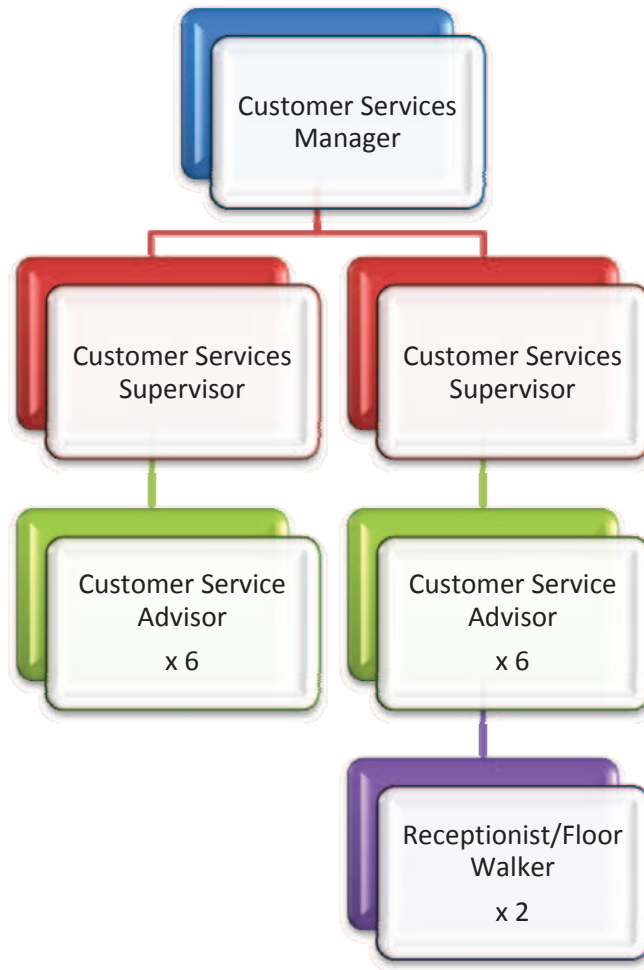 Customer Services
Manager
Customer Services
Supervisor
Customer Services
Supervisor
Customer Service
Advisor
x 6
Customer Service
Advisor
x 6
Receptionist/Floor
Walker
x 2